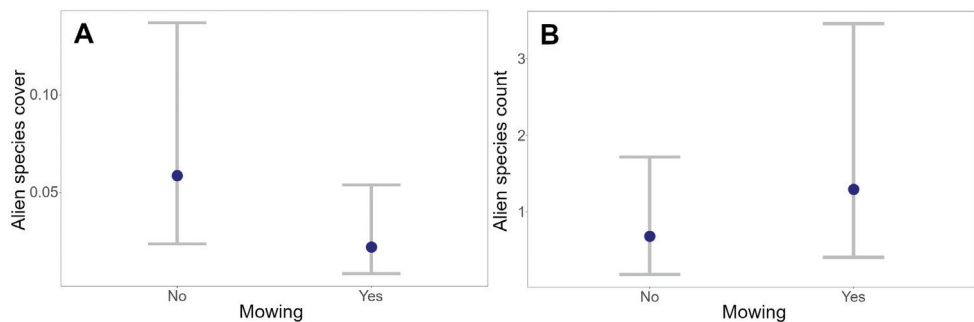 A
Alien species cover
0.10
0.05
No
Yes
Mowing
B
Alien species count
3
2
1
No
Yes
Mowing